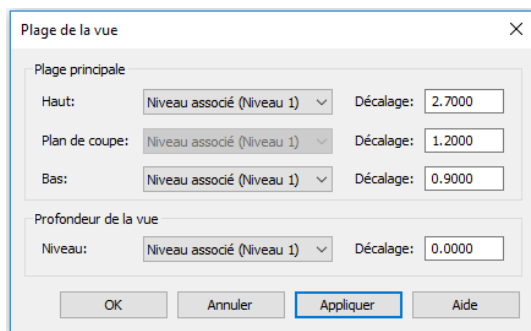 Plage de la vue
Plage principale
Haut: Niveau associé (Niveau 1) Décalage: 2.7000
Plan de coupe: Niveau associé (Niveau 1) Décalage: 1.2000
Bas: Niveau associé (Niveau 1) Décalage: 0.9000
Profondeur de la vue
Niveau: Niveau associé (Niveau 1) Décalage: 0.0000
OK Annuler Appliquer Aide